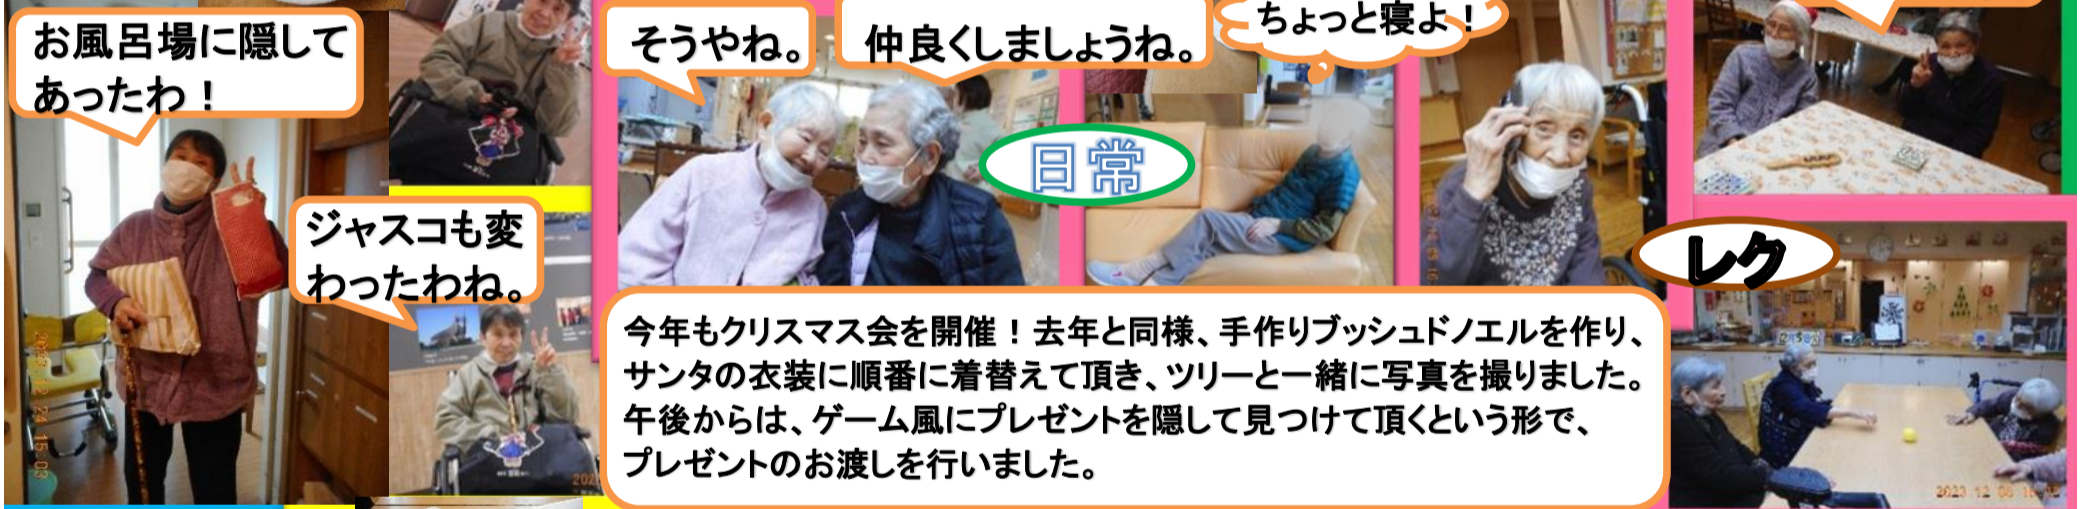 お風呂場に隠して
あったわ！
そうやね。
仲良くしましょうね。
ちょっと寝よ！
日常
ジャスコも変
わったわね。
レク
今年もクリスマス会を開催！去年と同様、手作りブッシュドノエルを作り、
サンタの衣装に順番に着替えて頂き、ツリーと一緒に写真を撮りました。
午後からは、ゲーム風にプレゼントを隠して見つけて頂くという形で、
プレゼントのお渡しを行いました。
2023 12 24 15:03